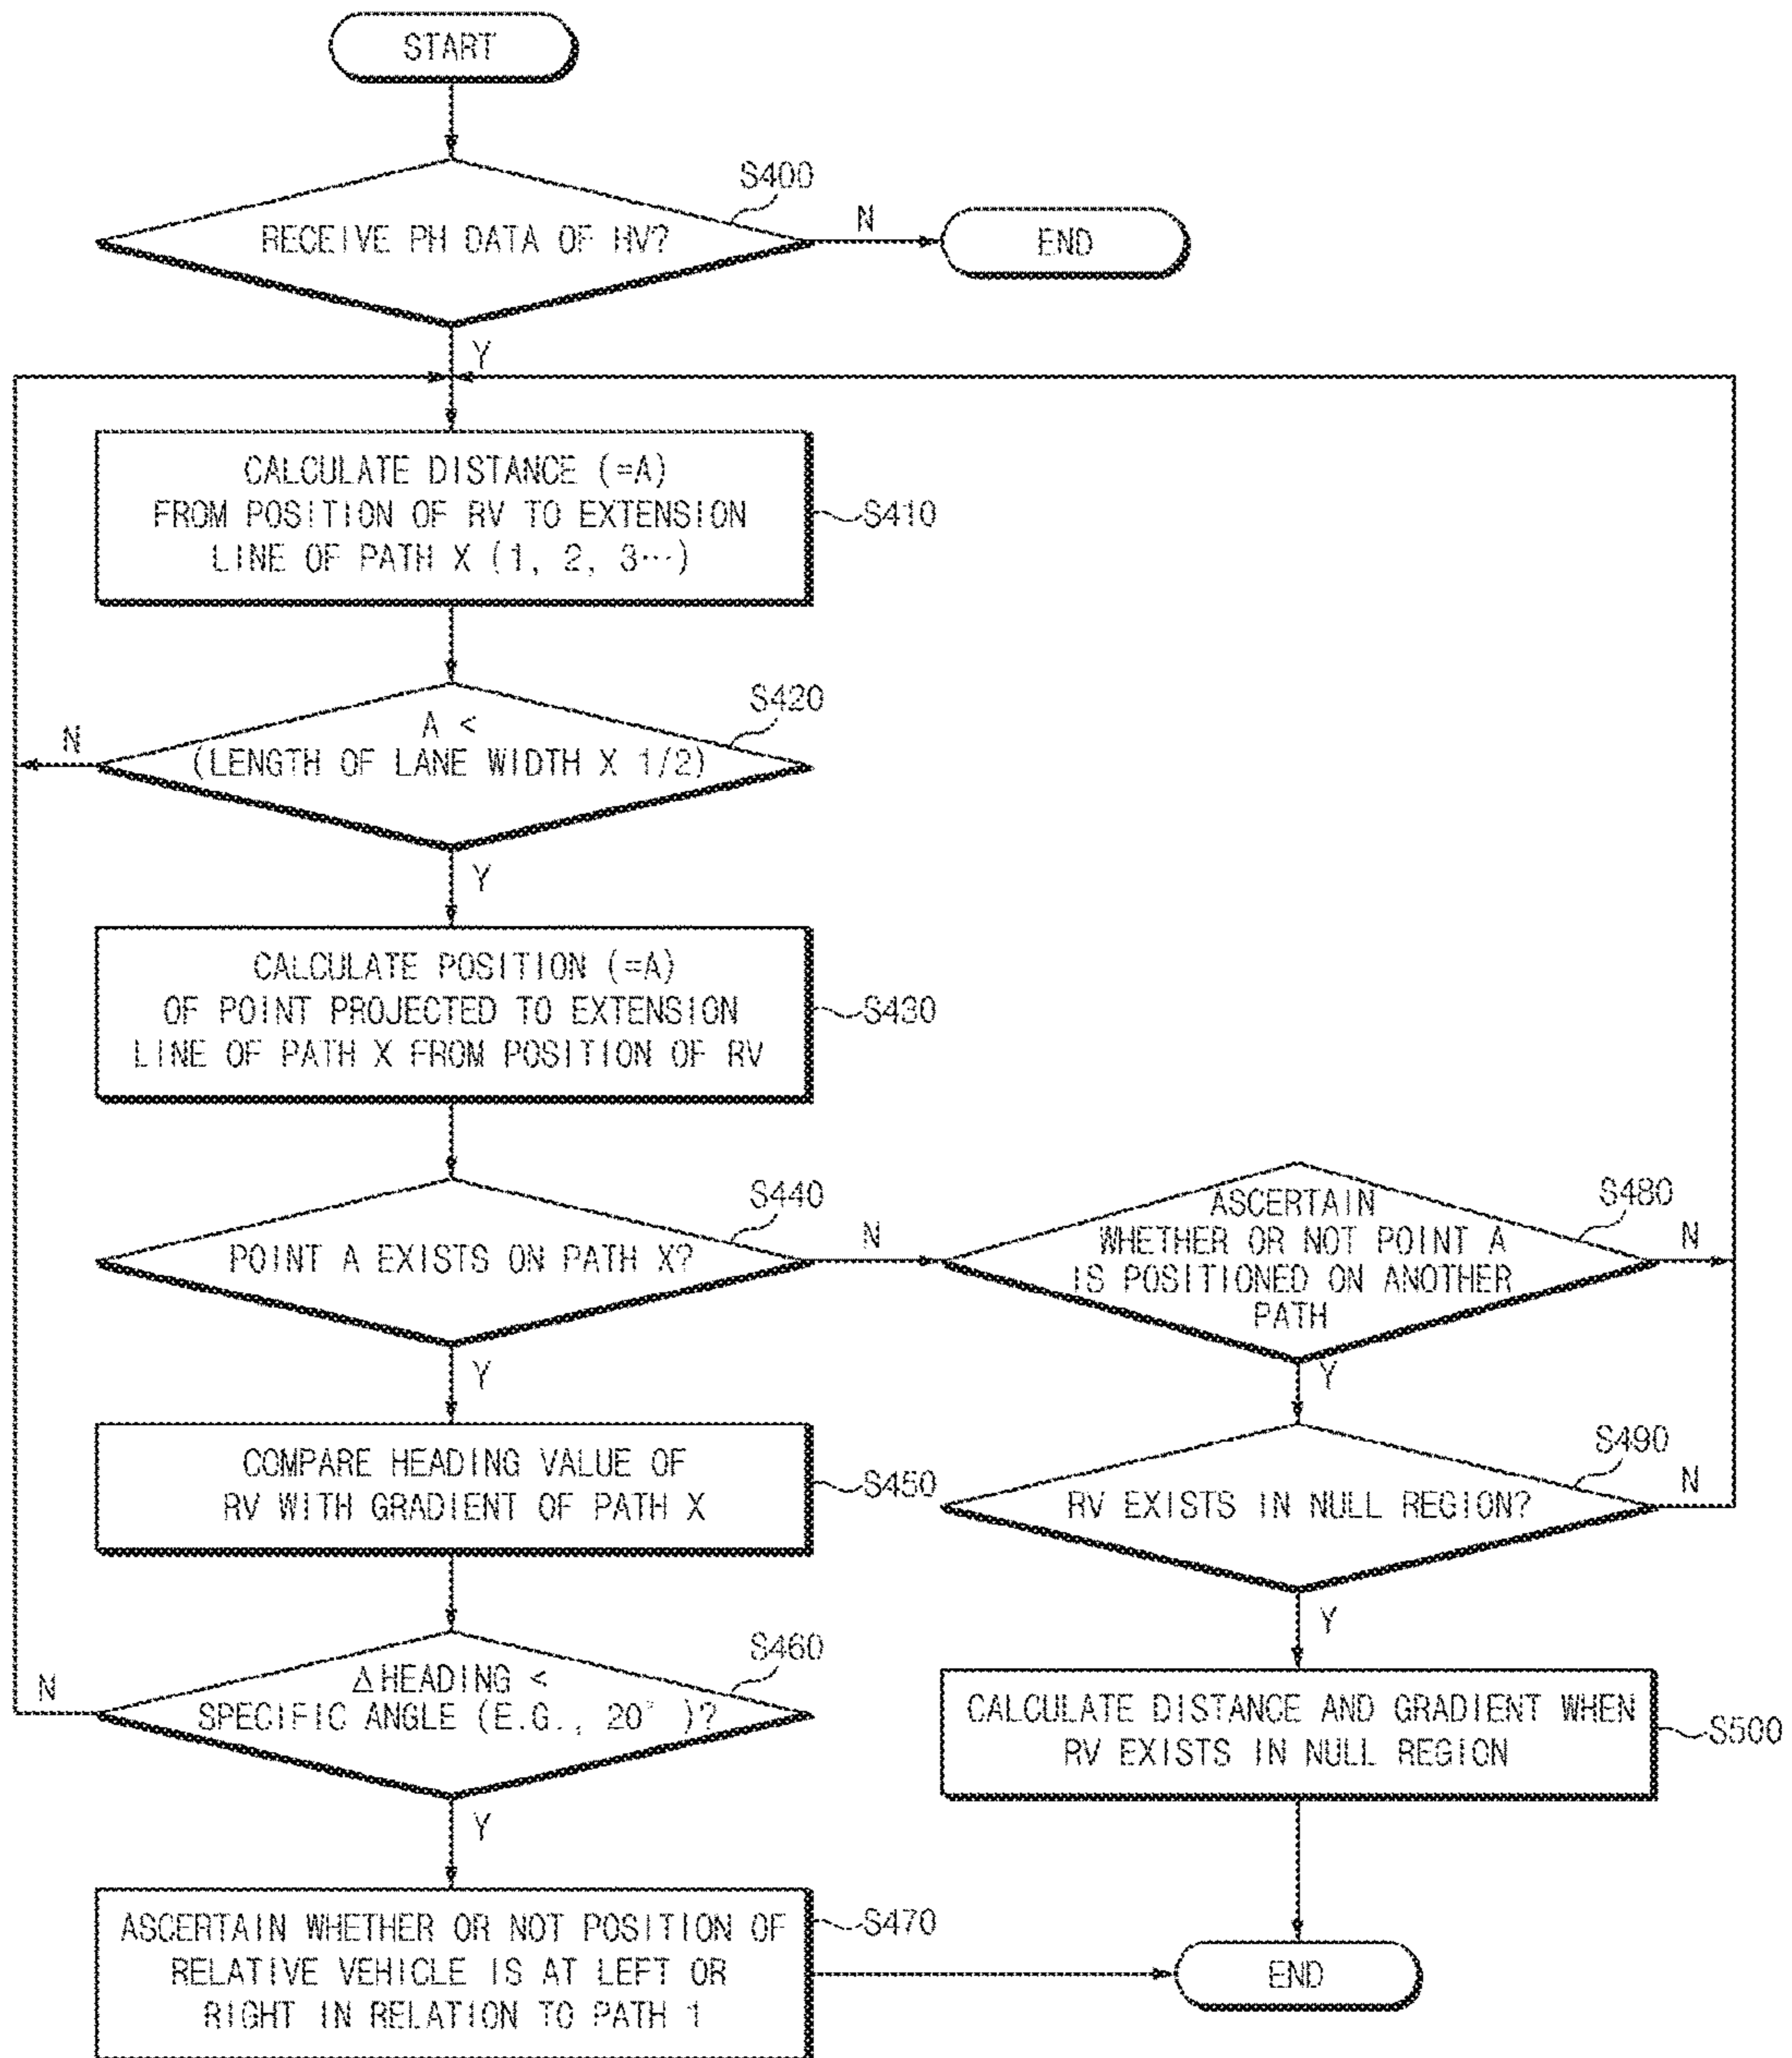 START
S400
RECEIVE PH DATA OF HV?
N
END
Y
CALCULATE DISTANCE (=A)
FROM POSITION OF RV TO EXTENSION
LINE OF PATH X (1, 2, 3···)
S410
S420
A <
(LENGTH OF LANE WIDTH X 1/2)
N
Y
CALCULATE POSITION (=A)
OF POINT PROJECTED TO EXTENSION
LINE OF PATH X FROM POSITION OF RV
S430
S440
POINT A EXISTS ON PATH X?
N
Y
S480
ASCERTAIN
WHETHER OR NOT POINT A
IS POSITIONED ON ANOTHER
PATH
N
Y
COMPARE HEADING VALUE OF
RV WITH GRADIENT OF PATH X
S450
S490
RV EXISTS IN NULL REGION?
N
Y
S460
Δ HEADING <
SPECIFIC ANGLE (E.G., 20° )?
N
Y
CALCULATE DISTANCE AND GRADIENT WHEN
RV EXISTS IN NULL REGION
S500
ASCERTAIN WHETHER OR NOT POSITION OF
RELATIVE VEHICLE IS AT LEFT OR
RIGHT IN RELATION TO PATH 1
S470
END